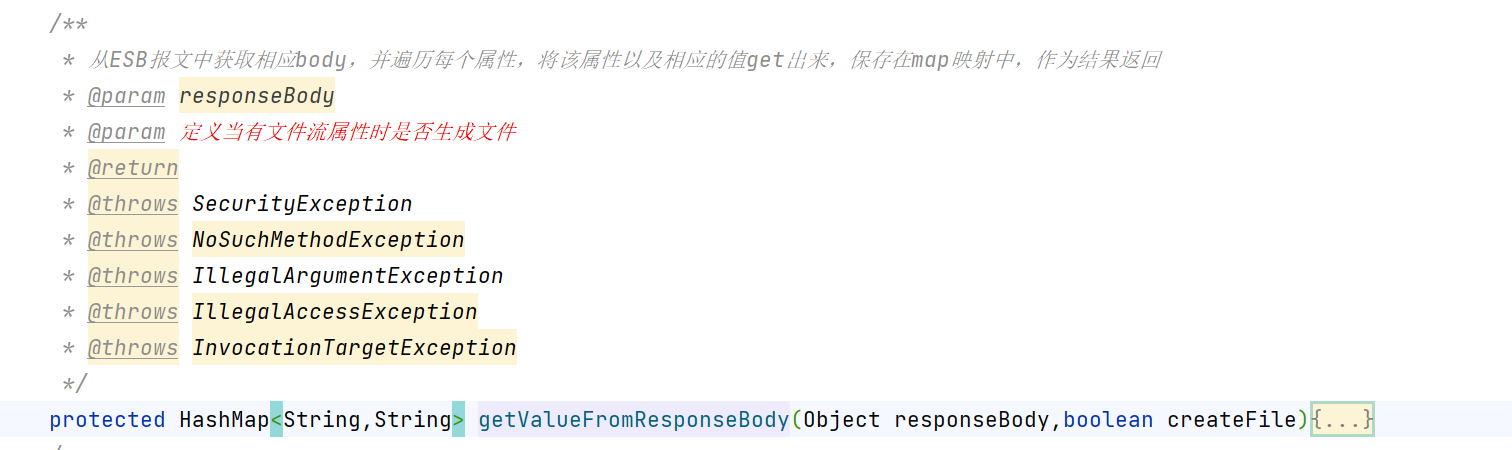 /**
* 从ESB报文中获取相应body，并遍历每个属性，将该属性以及相应的值get出来，保存在map映射中，作为结果返回
* @param responseBody
* @param 定义当有文件流属性时是否生成文件
* @return
* @throws SecurityException
* @throws NoSuchMethodException
* @throws IllegalArgumentException
* @throws IllegalAccessException
* @throws InvocationTargetException
*/
protected HashMap<String,String> getValueFromResponseBody(Object responseBody,boolean createFile){...}